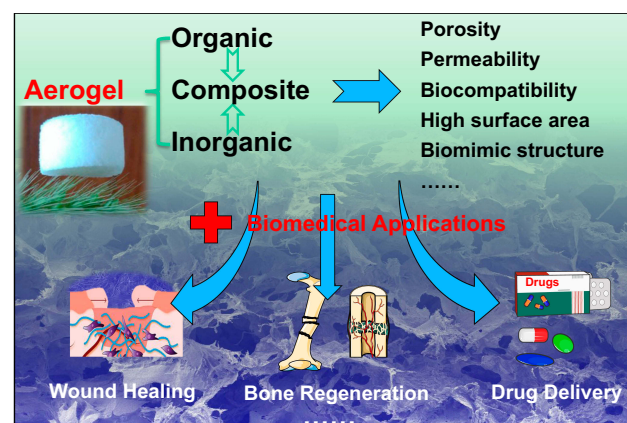 Organic
Aerogel
Composite
Inorganic
Porosity
Permeability
Biocompatibility
High surface area
Biomimic structure
......
Biomedical Applications
Drugs
Wound Healing
Bone Regeneration
Drug Delivery
......